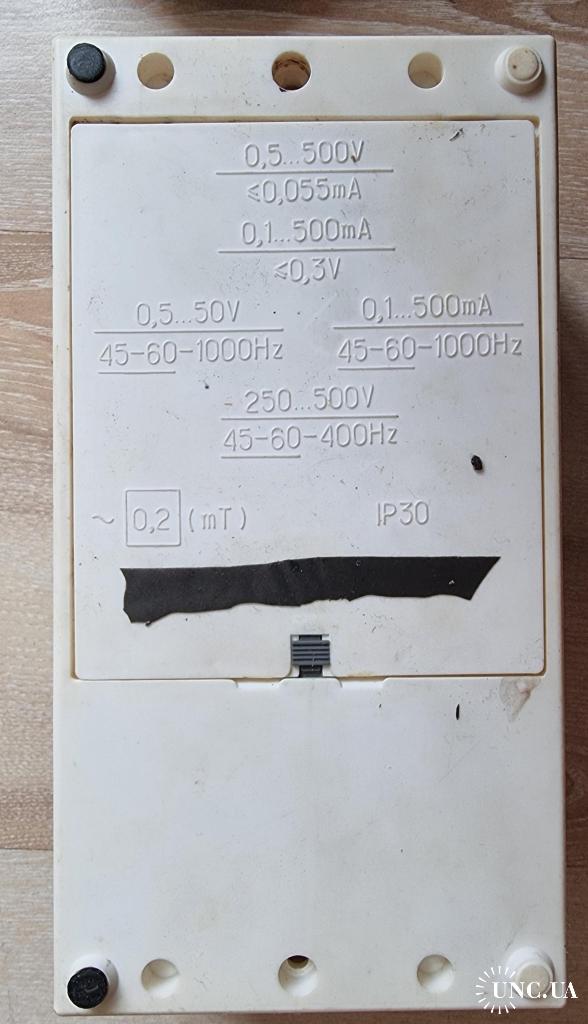 0,5...500V
≤0,055mA
0,1...500mA
≤0,3V
0,5...50V 0,1...500mA
45-60-1000Hz 45-60-1000Hz
250...500V
45-60-400Hz
~ 0,2 (mT) IP30
UNC.UA